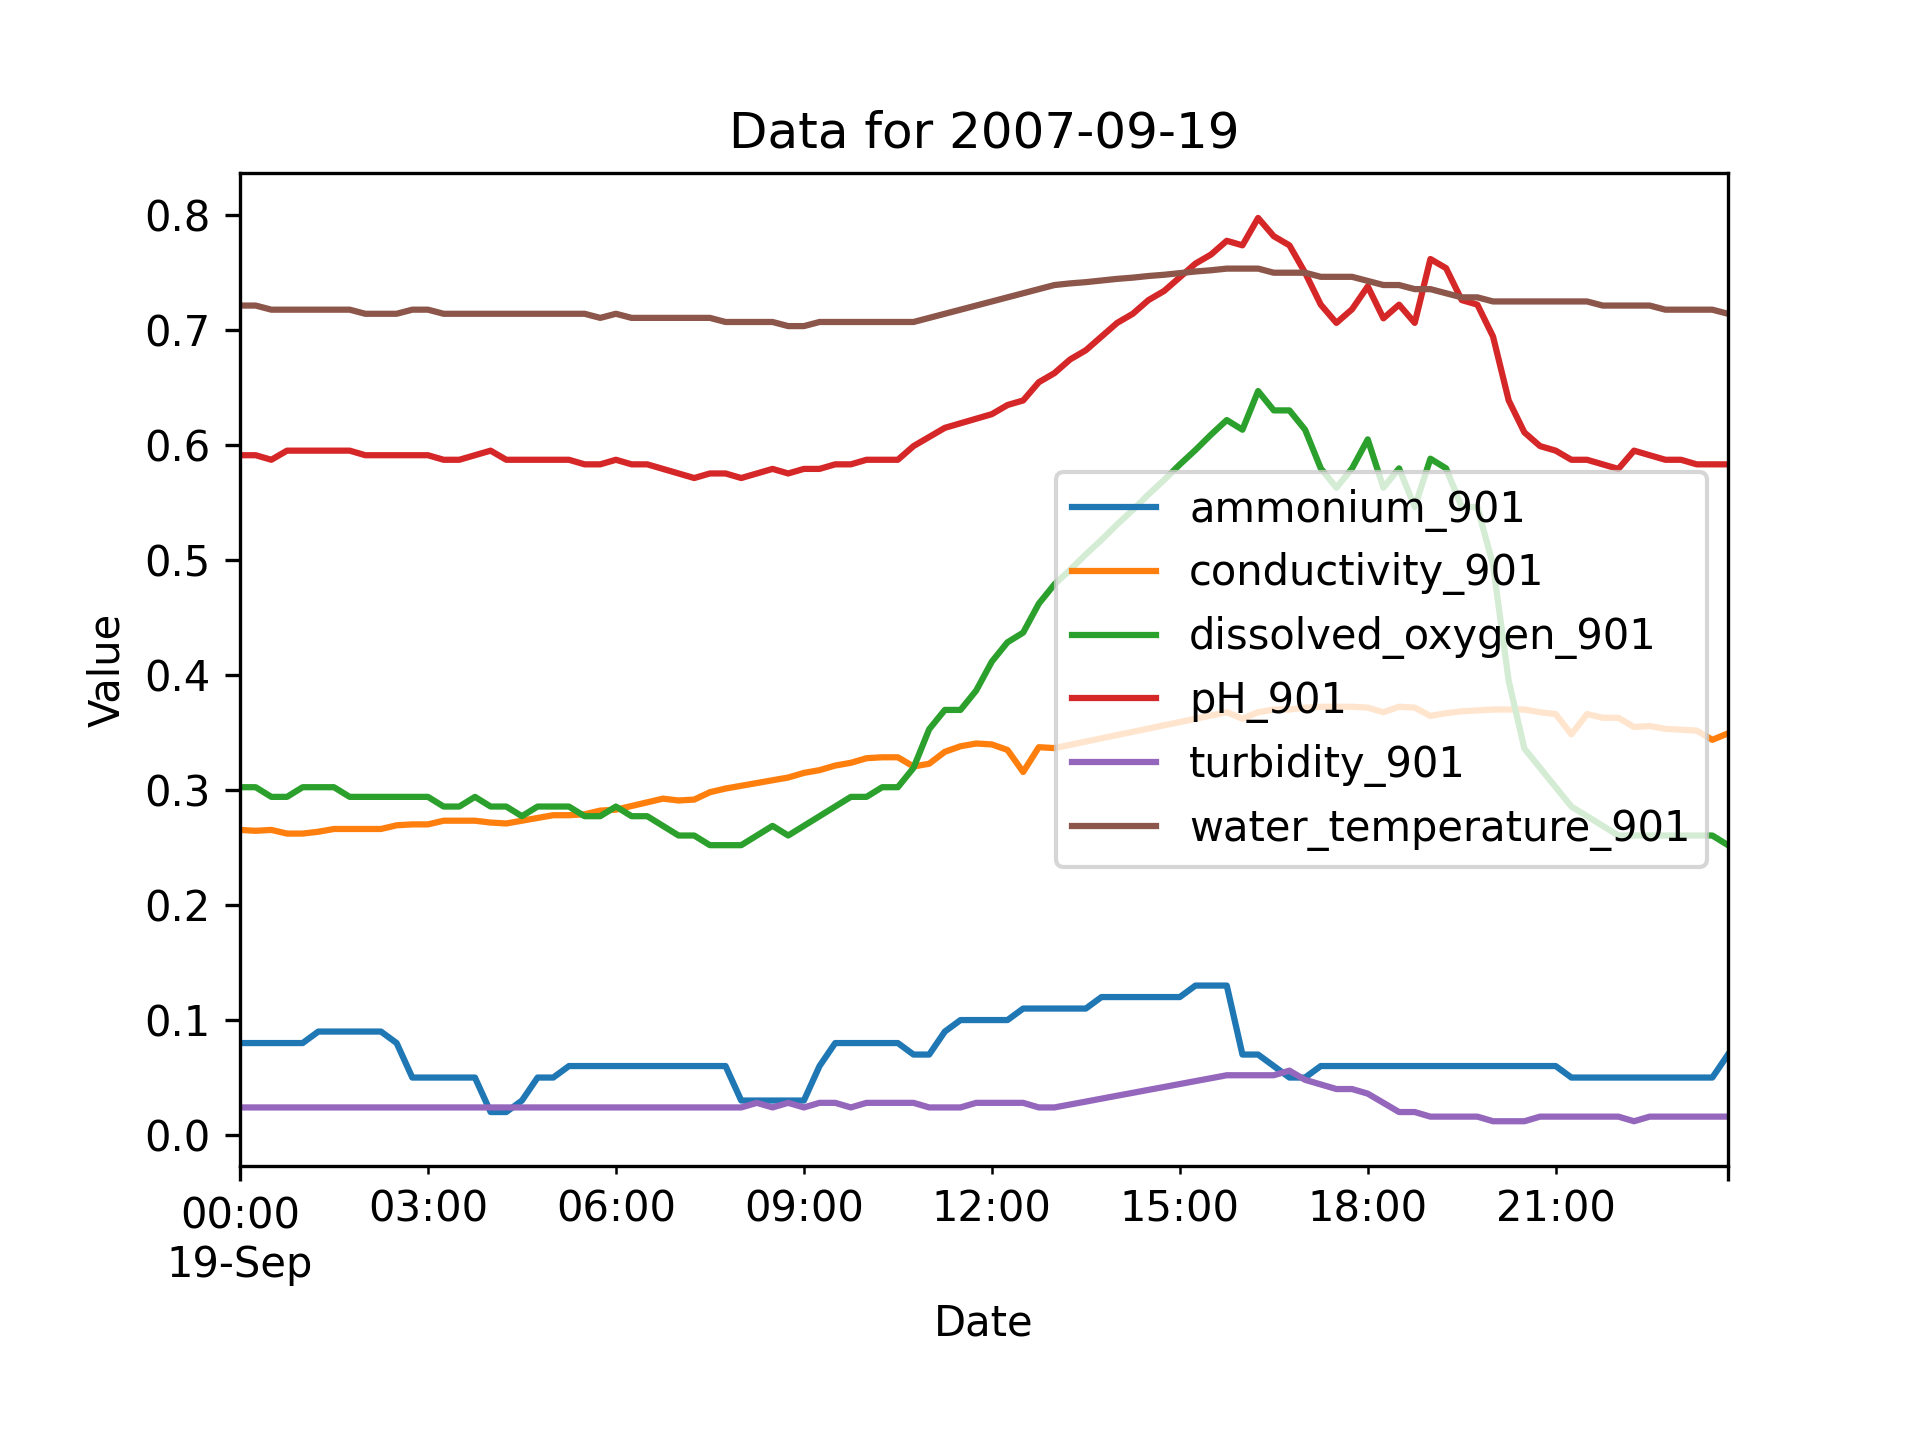 Data for 2007-09-19
Value
0.8
0.7
0.6
0.5
0.4
0.3
0.2
0.1
0.0
ammonium_901
conductivity_901
dissolved_oxygen_901
pH_901
turbidity_901
water_temperature_901
00:00 03:00 06:00 09:00 12:00 15:00 18:00 21:00
19-Sep
Date